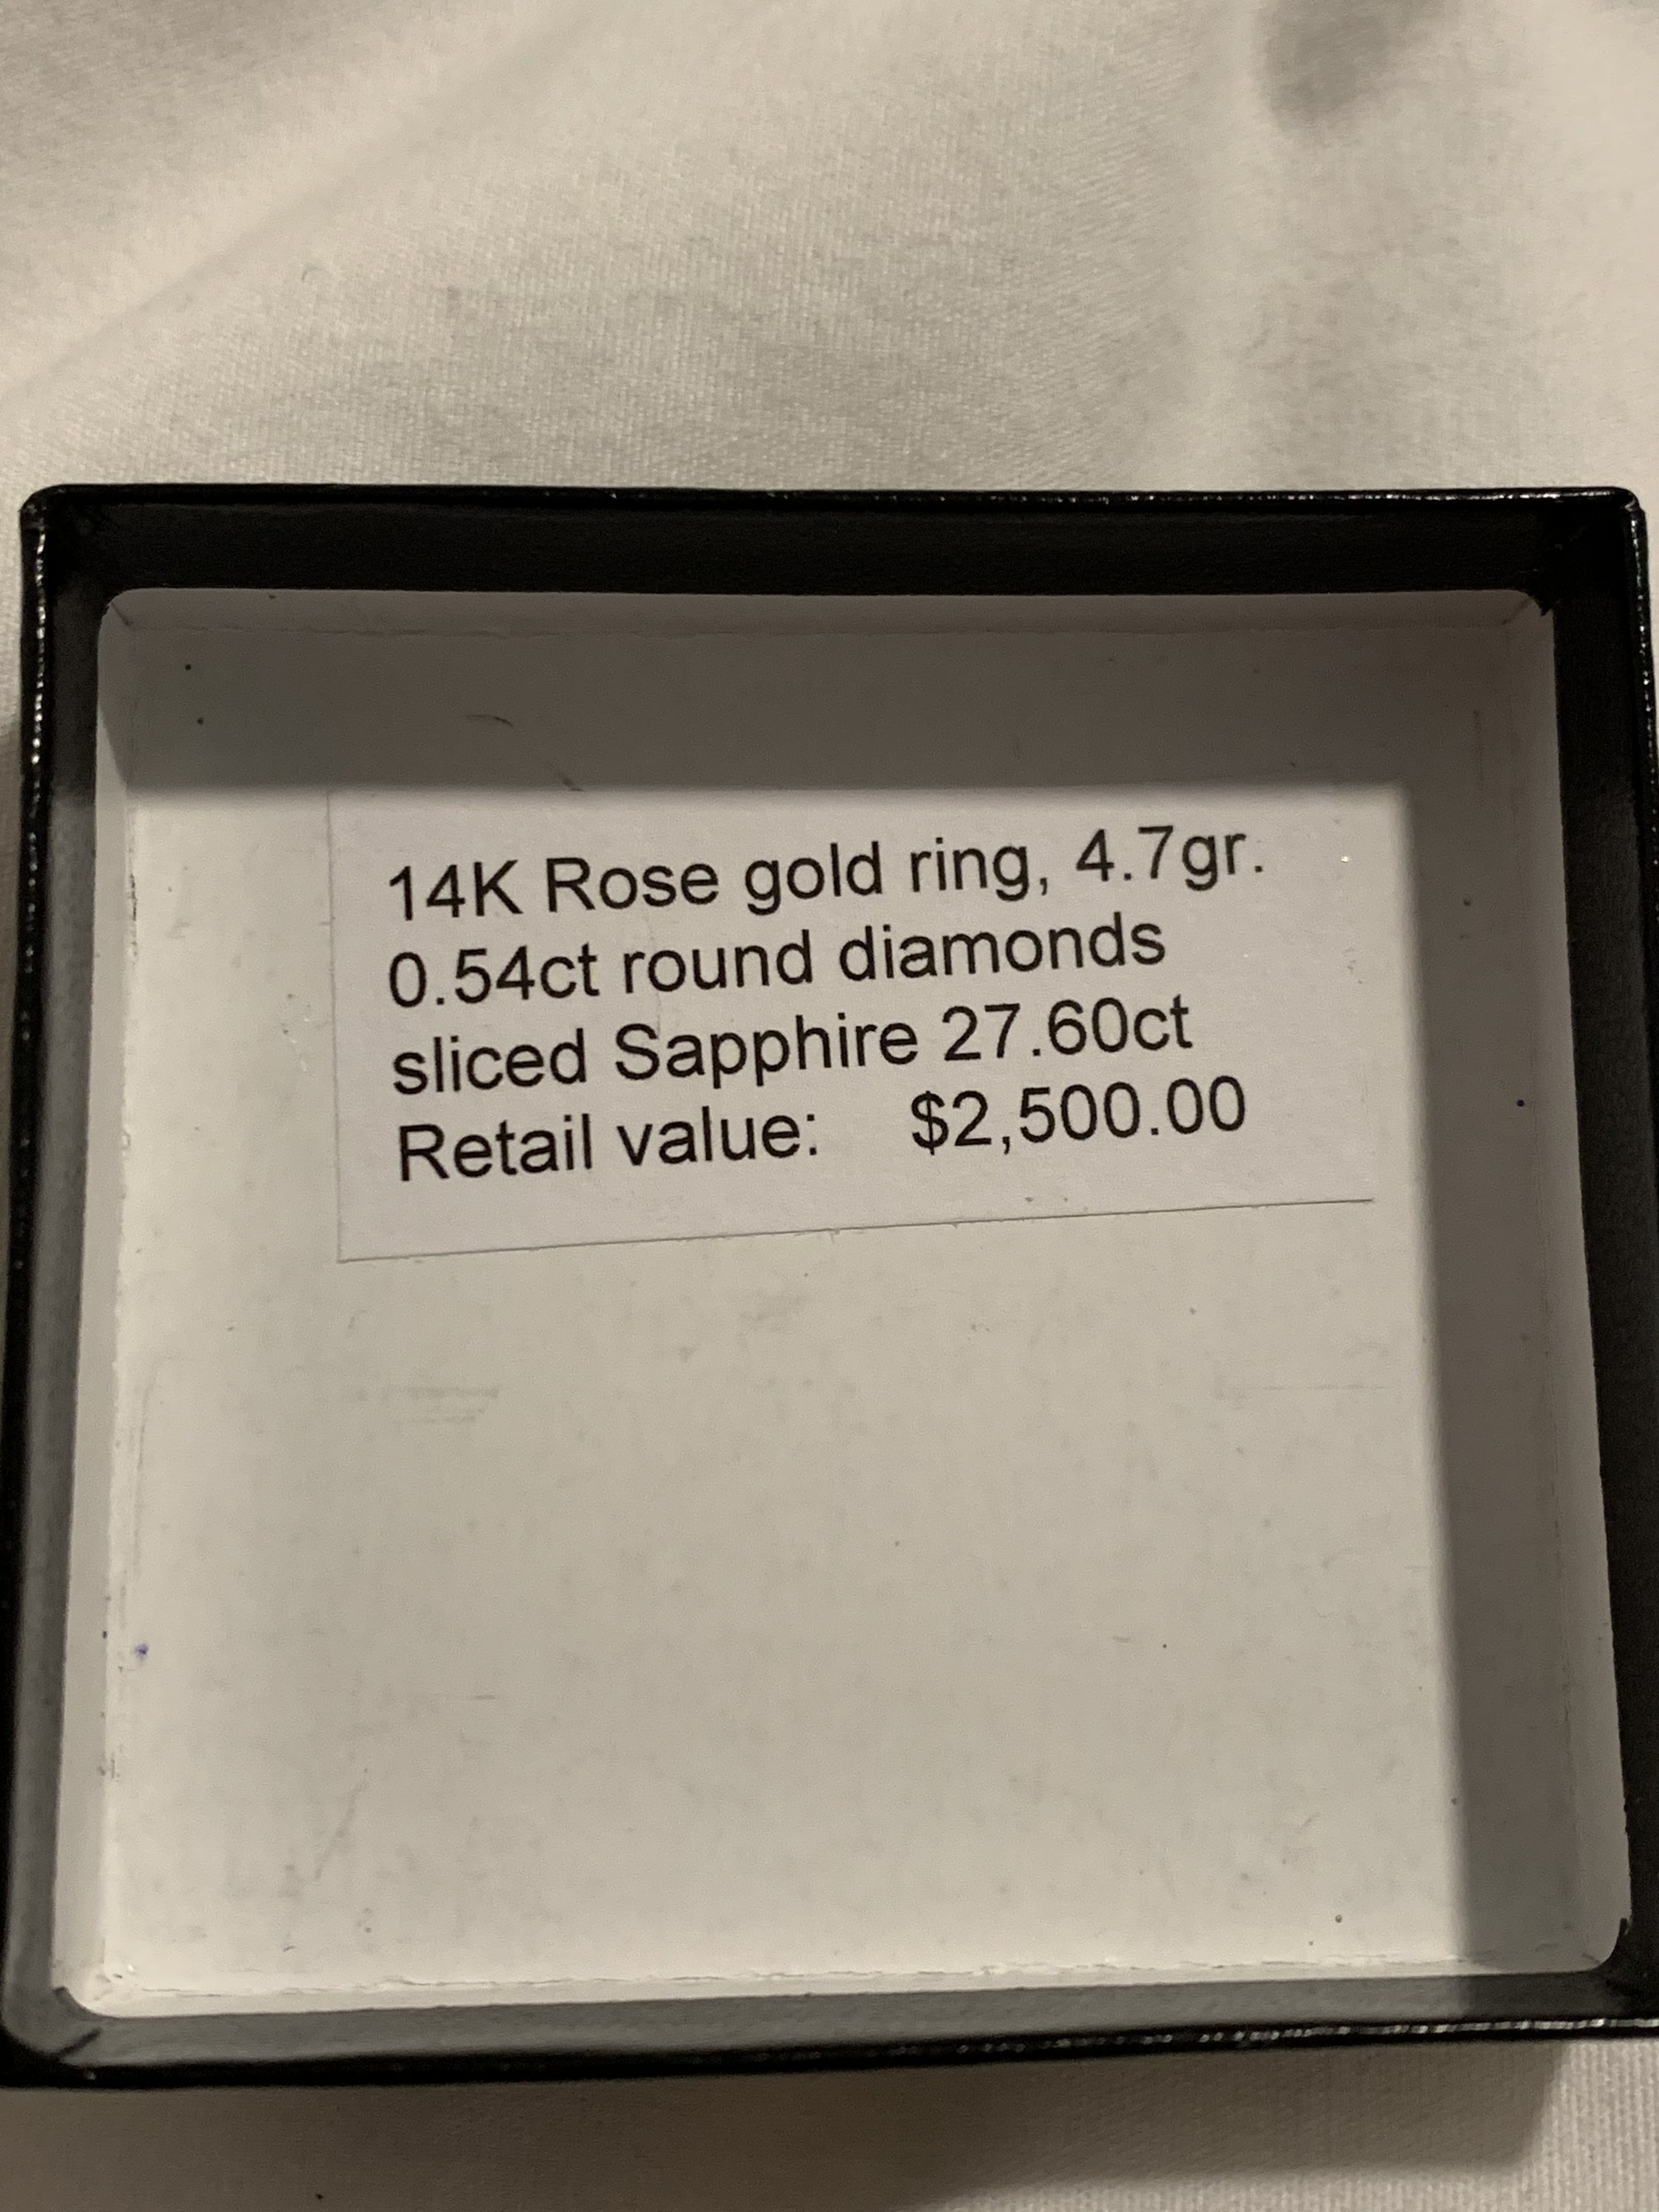 14K Rose gold ring, 4.7gr.
0.54ct round diamonds
sliced Sapphire 27.60ct
Retail value: $2,500.00